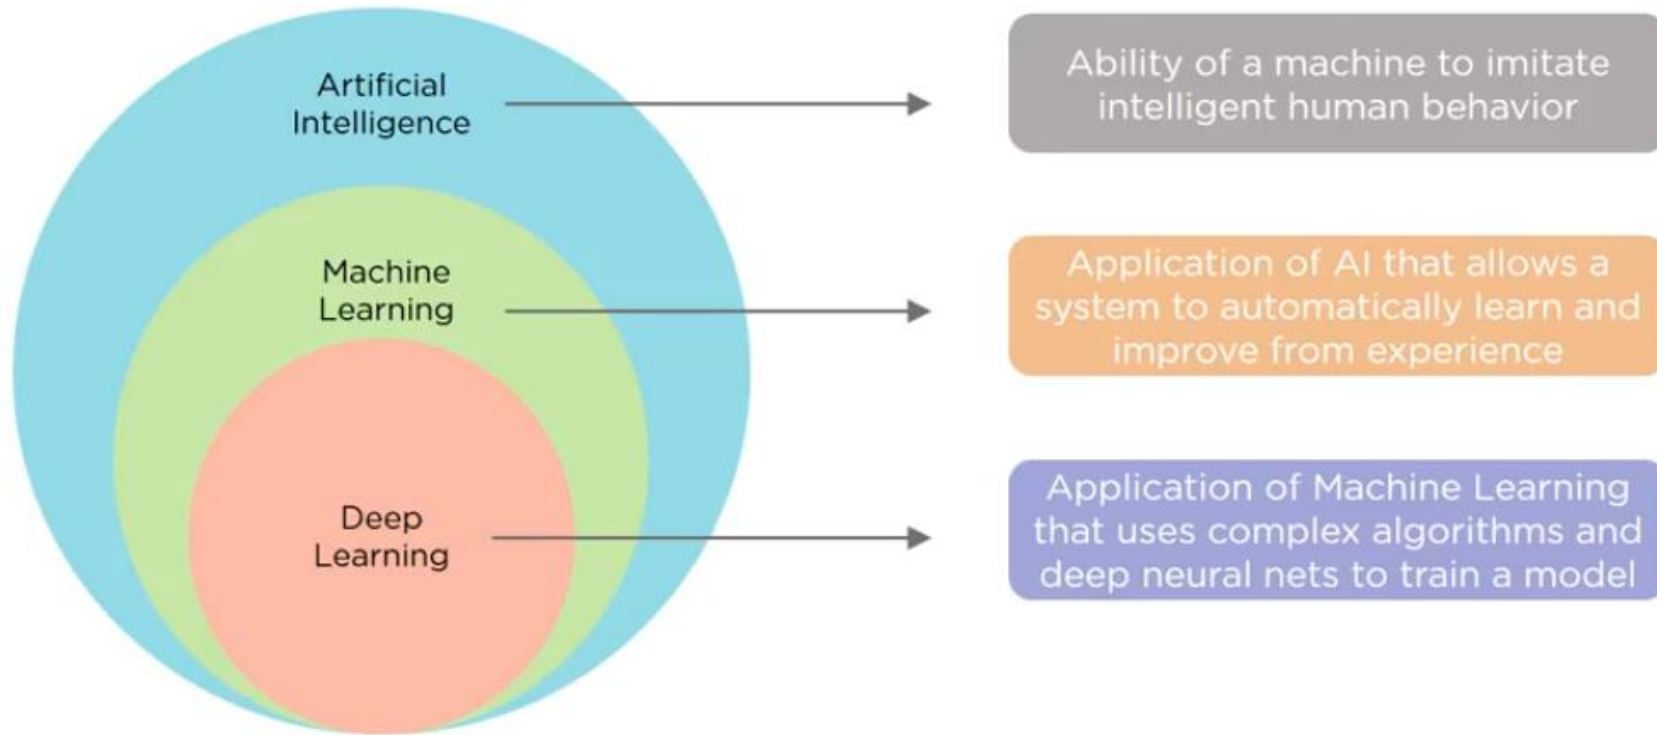 Artificial
Intelligence
Ability of a machine to imitate
intelligent human behavior
Machine
Learning
Application of AI that allows a
system to automatically learn and
improve from experience
Deep
Learning
Application of Machine Learning
that uses complex algorithms and
deep neural nets to train a model